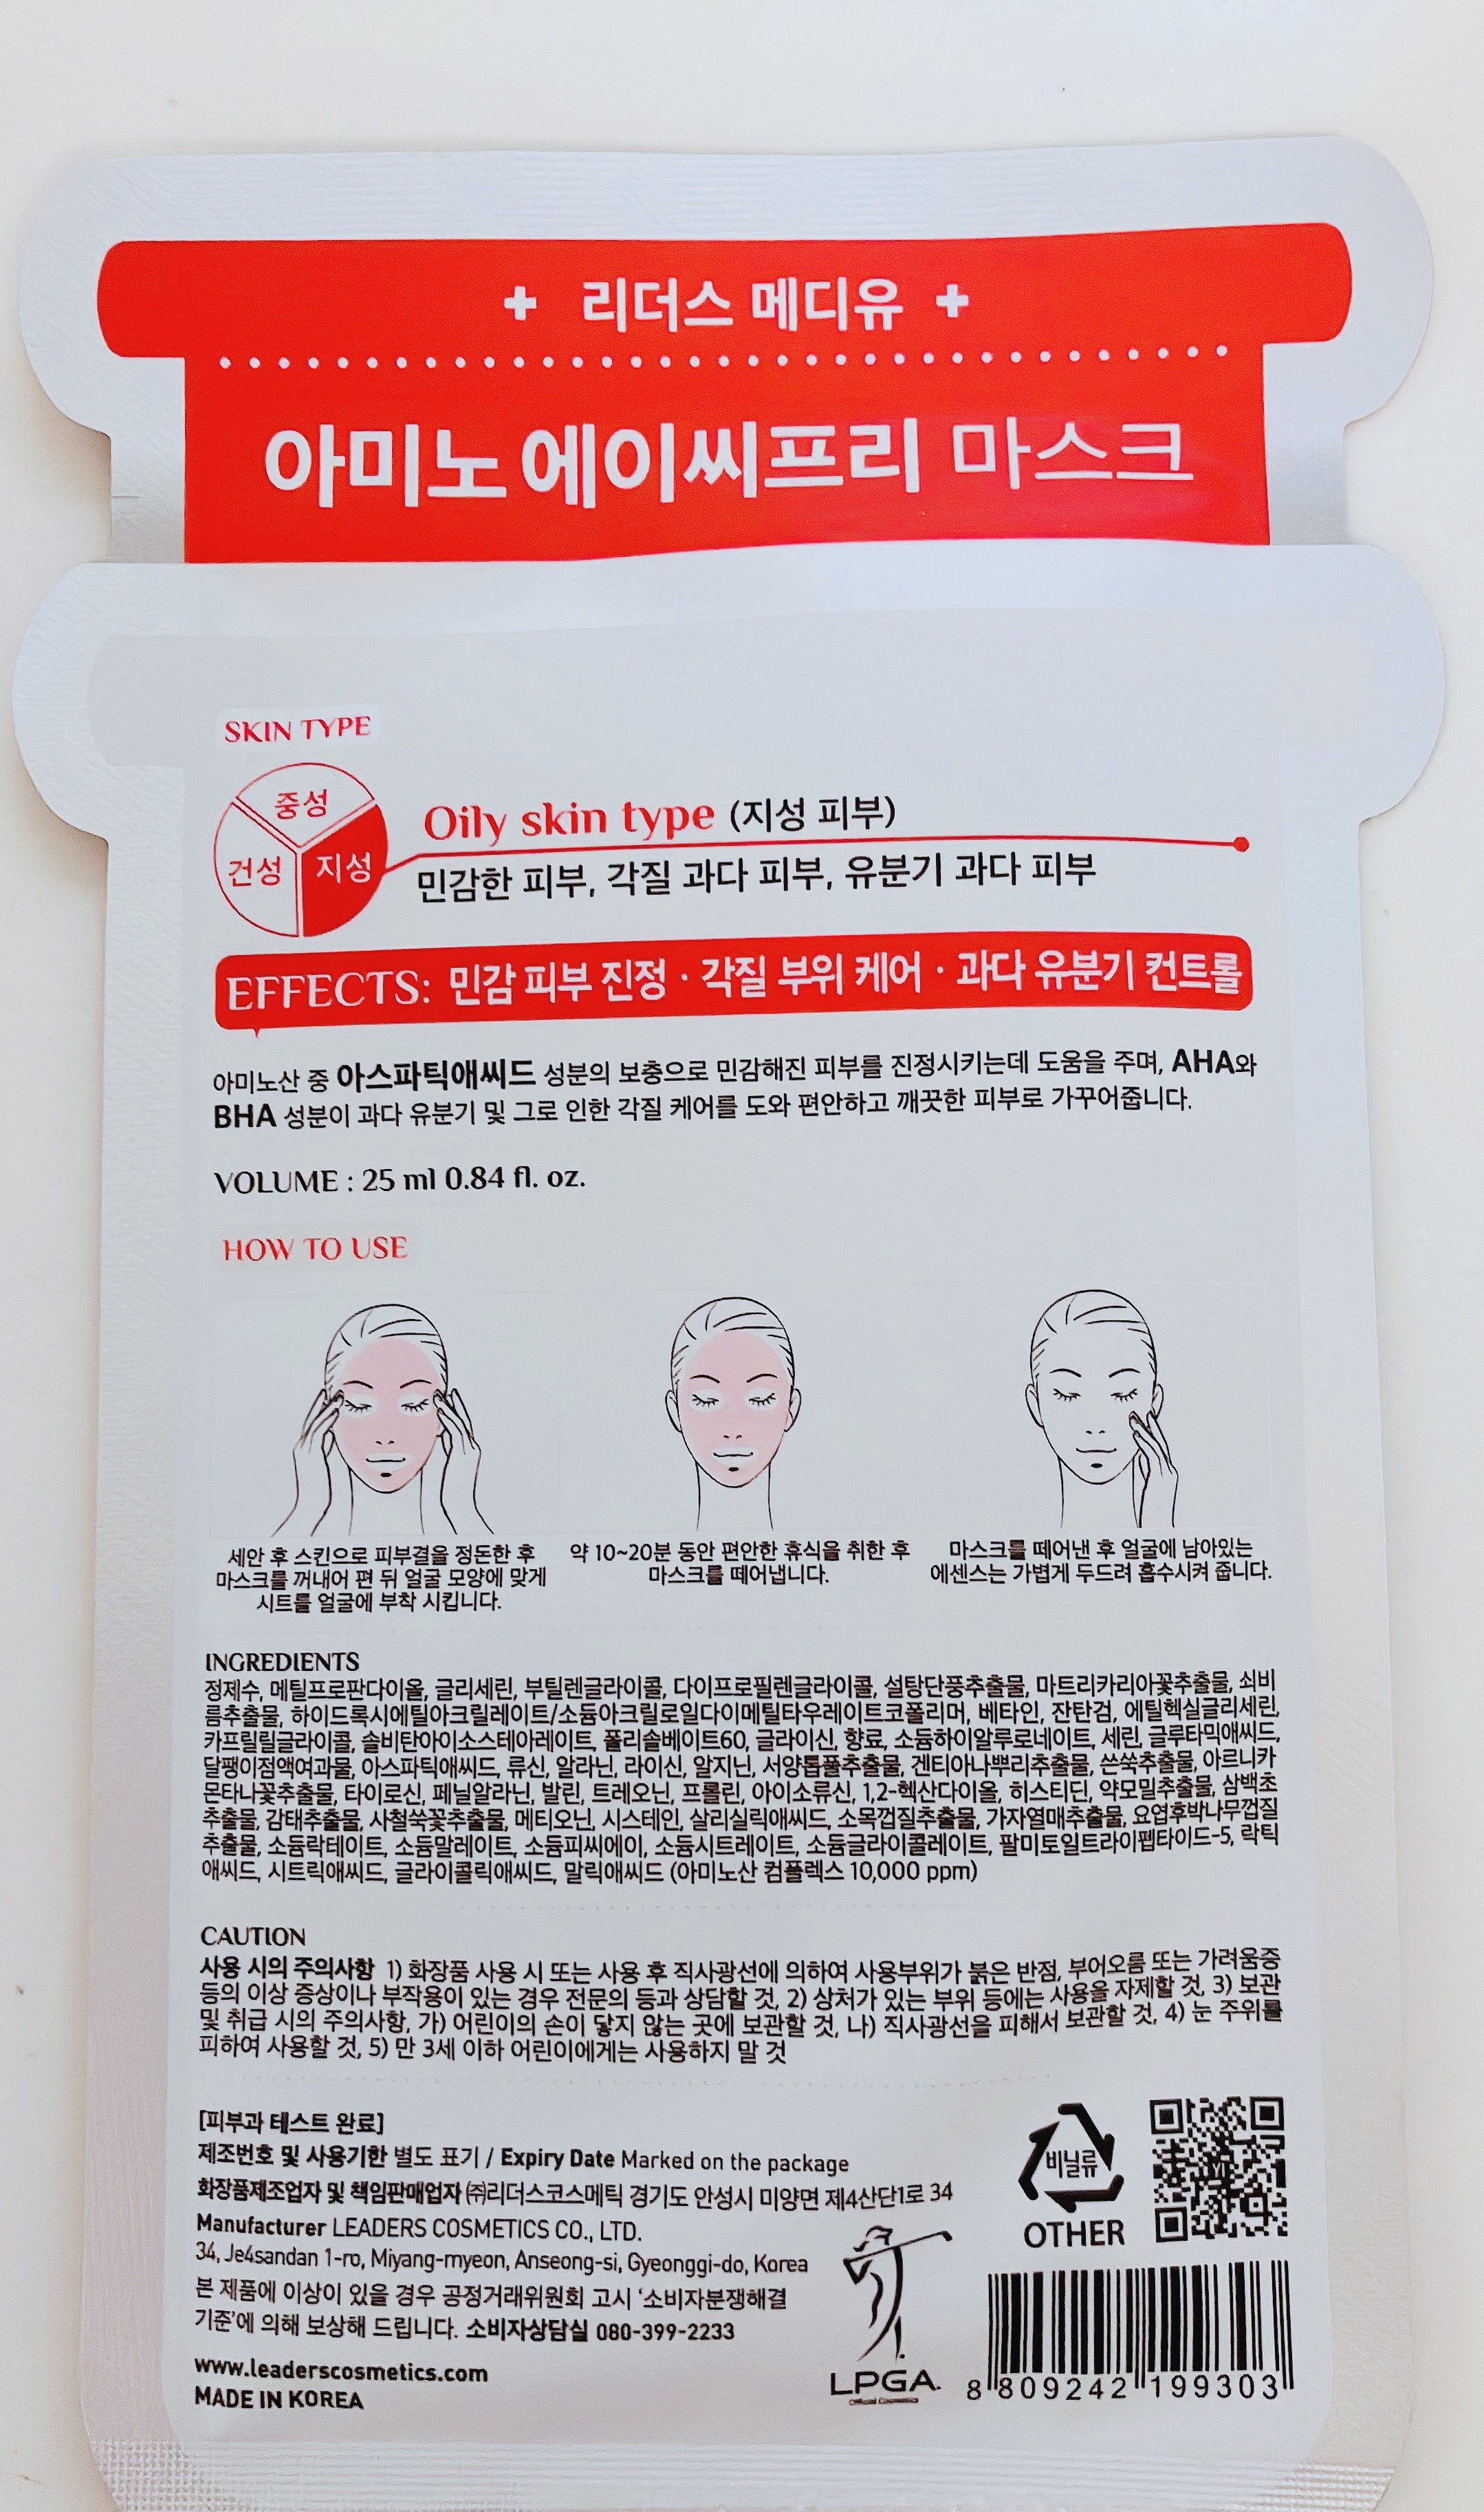 + 리더스 메디유 +
아미노 에이씨프리 마스크
SKIN TYPE
중성
건성
지성
Oily skin type (지성 피부)
민감한 피부, 각질 과다 피부, 유분기 과다 피부
EFFECTS: 민감 피부 진정 · 각질 부위 케어 · 과다 유분기 컨트롤
아미노산 중 아스파틱애씨드 성분의 보충으로 민감해진 피부를 진정시키는데 도움을 주며, AHA와
BHA 성분이 과다 유분기 및 그로 인한 각질 케어를 도와 편안하고 깨끗한 피부로 가꾸어줍니다.
VOLUME : 25 ml 0.84 fl. oz.
HOW TO USE
세안 후 스킨으로 피부결을 정돈한 후
마스크를 꺼내어 편 뒤 얼굴 모양에 맞게
시트를 얼굴에 부착 시킵니다.
약 10~20분 동안 편안한 휴식을 취한 후
마스크를 떼어냅니다.
마스크를 떼어낸 후 얼굴에 남아있는
에센스는 가볍게 두드려 흡수시켜 줍니다.
INGREDIENTS
정제수, 메틸프로판다이올, 글리세린, 부틸렌글라이콜, 다이프로필렌글라이콜, 설탕단풍추출물, 마트리카리아꽃추출물, 쇠비
름추출물, 하이드록시에틸아크릴레이트/소듐아크릴로일다이메틸타우레이트코폴리머, 베타인, 잔탄검, 에틸헥실글리세린,
카프릴릴글라이콜, 솔비탄아이소스테아레이트, 폴리솔베이트60, 글라이신, 향료, 소듐하이알루로네이트, 세린, 글루타믹애씨드,
달팽이점액여과물, 아스파틱애씨드, 류신, 알라닌, 라이신, 알지닌, 서양톱풀추출물, 겐티아나뿌리추출물, 쓴쑥추출물, 아르니카
몬타나꽃추출물, 타이로신, 페닐알라닌, 발린, 트레오닌, 프롤린, 아이소류신, 1,2-헥산다이올, 히스티딘, 약모밀추출물, 삼백초
추출물, 감태추출물, 사철쑥꽃추출물, 메티오닌, 시스테인, 살리실릭애씨드, 소목껍질추출물, 가자열매추출물, 요엽후박나무껍질
추출물, 소듐락테이트, 소듐말레이트, 소듐피씨에이, 소듐시트레이트, 소듐글라이콜레이트, 팔미토일트라이펩타이드-5, 락틱
애씨드, 시트릭애씨드, 글라이콜릭애씨드, 말릭애씨드 (아미노산 컴플렉스 10,000 ppm)
CAUTION
사용 시의 주의사항 1) 화장품 사용 시 또는 사용 후 직사광선에 의하여 사용부위가 붉은 반점, 부어오름 또는 가려움증
등의 이상 증상이나 부작용이 있는 경우 전문의 등과 상담할 것, 2) 상처가 있는 부위 등에는 사용을 자제할 것, 3) 보관
및 취급 시의 주의사항, 가) 어린이의 손이 닿지 않는 곳에 보관할 것, 나) 직사광선을 피해서 보관할 것, 4) 눈 주위를
피하여 사용할 것, 5) 만 3세 이하 어린이에게는 사용하지 말 것
[피부과 테스트 완료]
제조번호 및 사용기한 별도 표기 / Expiry Date Marked on the package
화장품제조업자 및 책임판매업자 ㈜리더스코스메틱 경기도 안성시 미양면 제4산단1로 34
Manufacturer LEADERS COSMETICS CO., LTD.
34, Je4sandan 1-ro, Miyang-myeon, Anseong-si, Gyeonggi-do, Korea
본 제품에 이상이 있을 경우 공정거래위원회 고시 '소비자분쟁해결
기준'에 의해 보상해 드립니다. 소비자상담실 080-399-2233
www.leaderscosmetics.com
MADE IN KOREA
LPGA
비닐류
OTHER
8 809242 199303